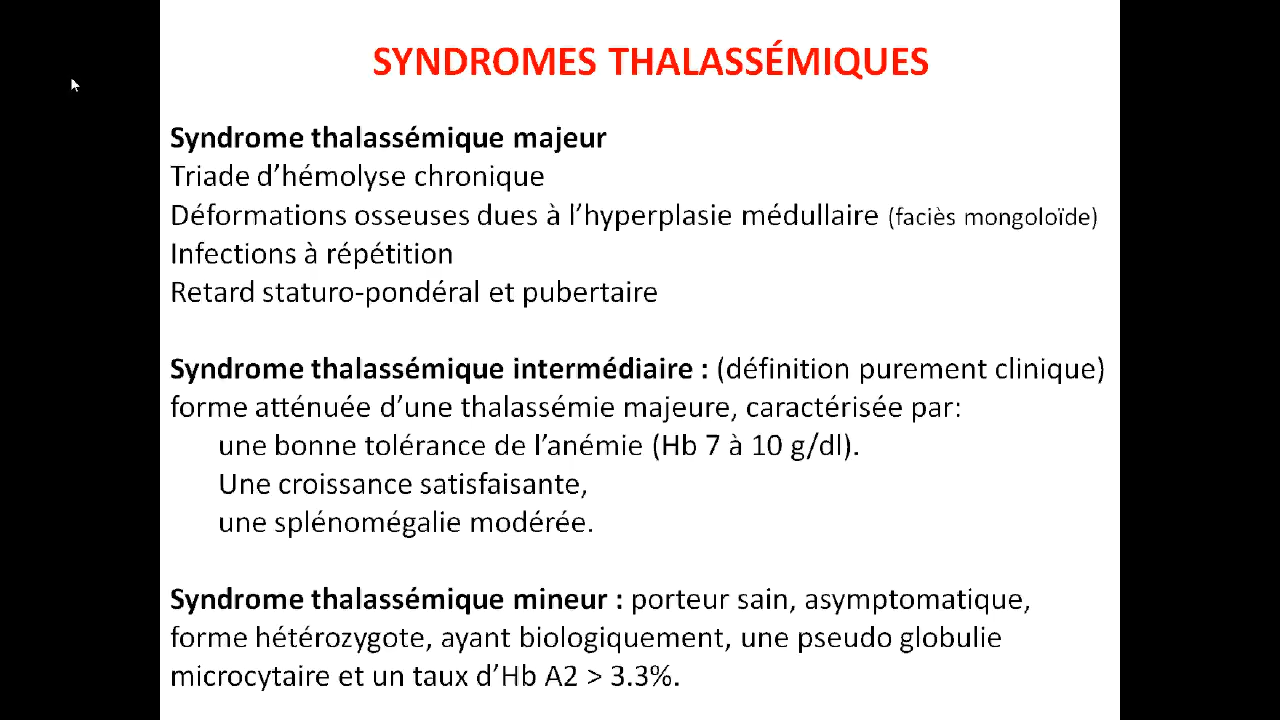 SYNDROMES THALASSÉMIQUES
Syndrome thalassémique majeur
Triade d’hémolyse chronique
Déformations osseuses dues à l’hyperplasie médullaire (faciès mongoloïde)
Infections à répétition
Retard staturo-pondéral et pubertaire
Syndrome thalassémique intermédiaire : (définition purement clinique)
forme atténuée d’une thalassémie majeure, caractérisée par:
une bonne tolérance de l’anémie (Hb 7 à 10 g/dl).
Une croissance satisfaisante,
une splénomégalie modérée.
Syndrome thalassémique mineur : porteur sain, asymptomatique,
forme hétérozygote, ayant biologiquement, une pseudo globulie
microcytaire et un taux d’Hb A2 > 3.3%.